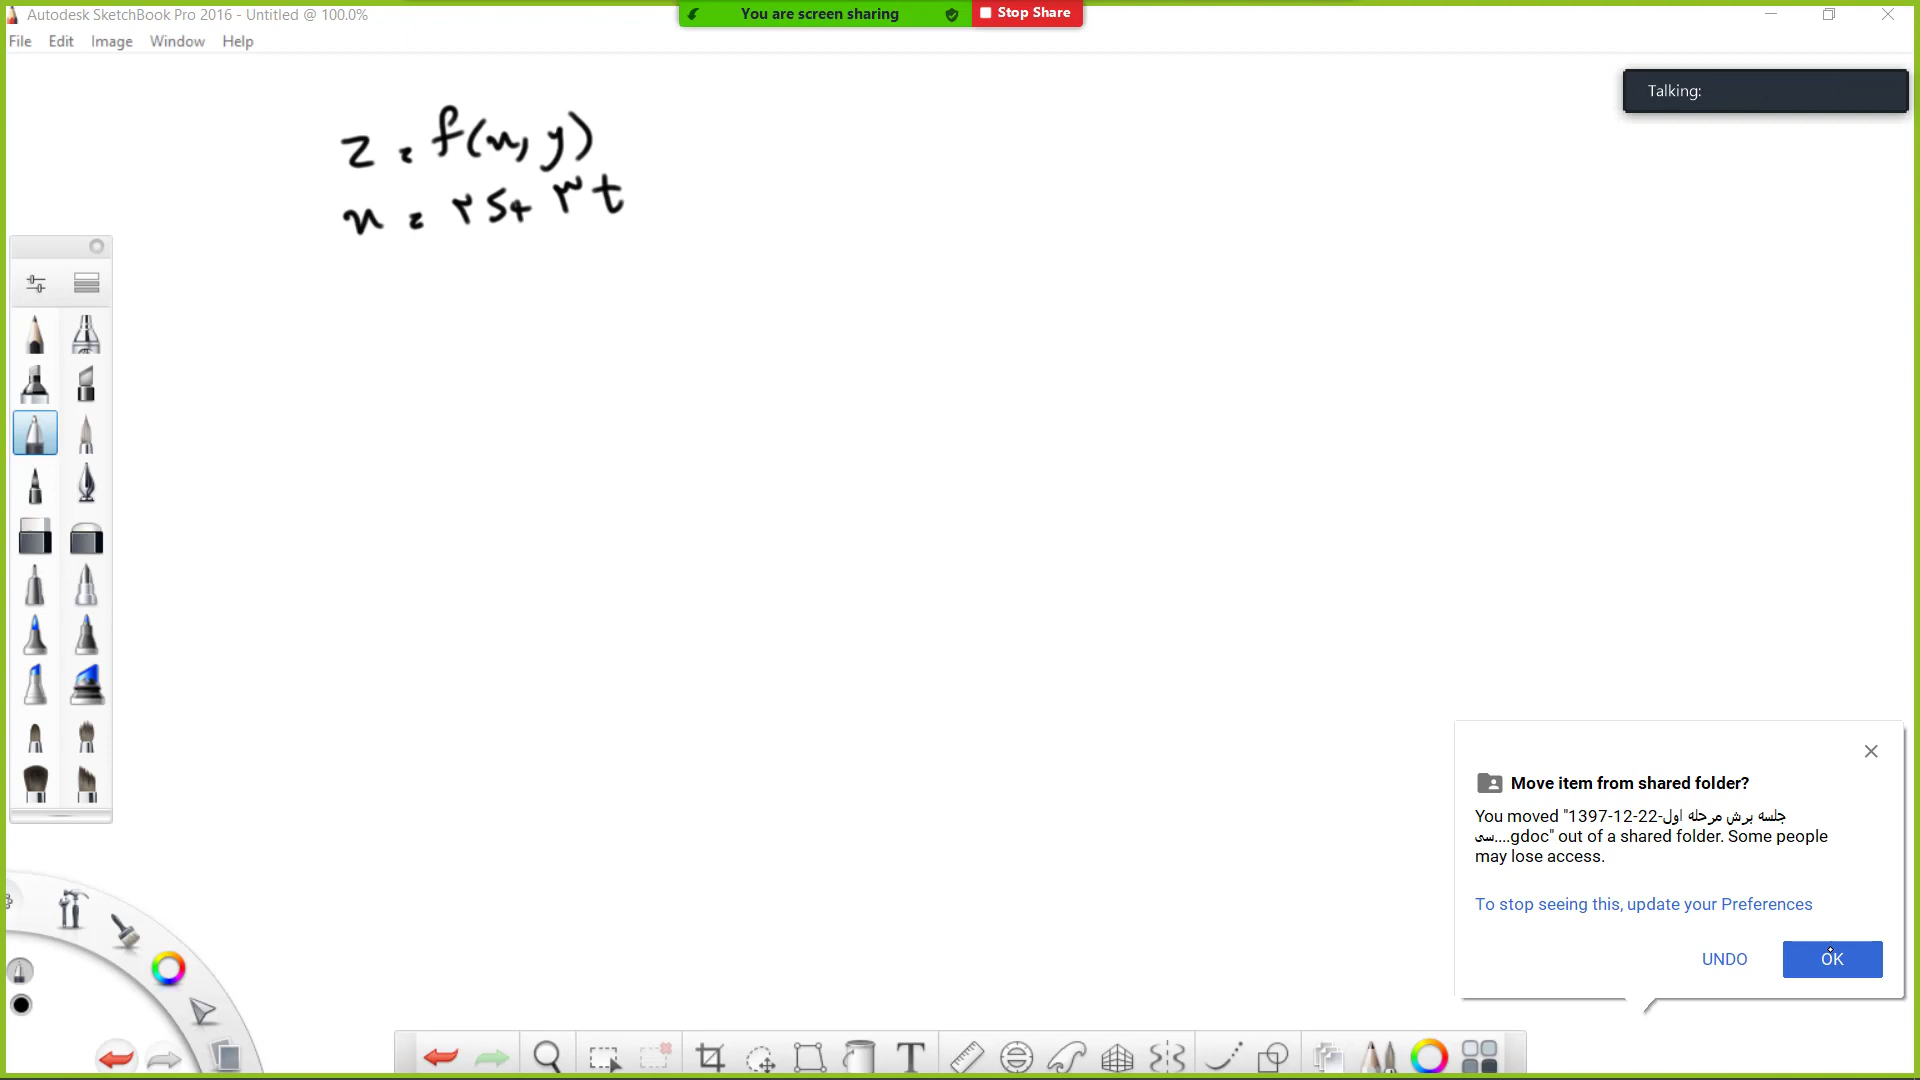 Autodesk SketchBook Pro 2016 - Untitled @ 100.0%
You are screen sharing
Stop Share
File Edit Image Window Help
Talking:
z = f(x, y)
x = ۲s + ۳t
Move item from shared folder?
You moved "1397-12-22-جلسه برش مرحله اول
سی....gdoc" out of a shared folder. Some people
may lose access.
To stop seeing this, update your Preferences
UNDO OK